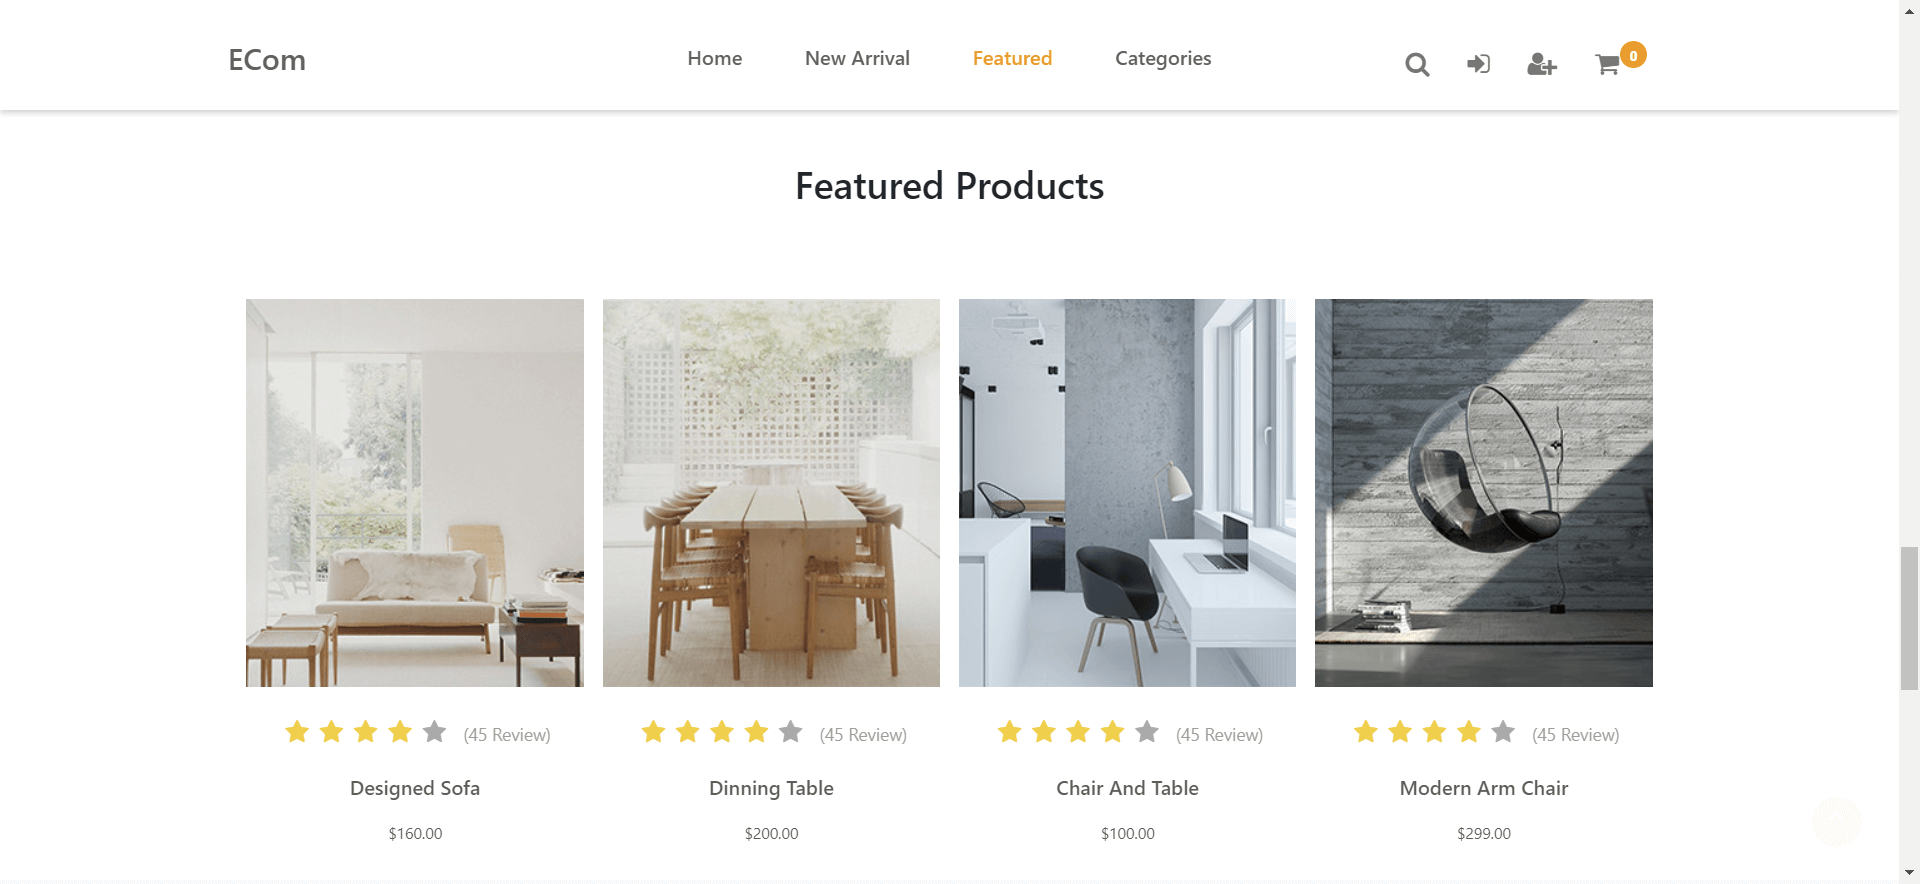 ECom
Home New Arrival Featured Categories
0
Featured Products
(45 Review) (45 Review) (45 Review) (45 Review)
Designed Sofa Dinning Table Chair And Table Modern Arm Chair
$160.00 $200.00 $100.00 $299.00